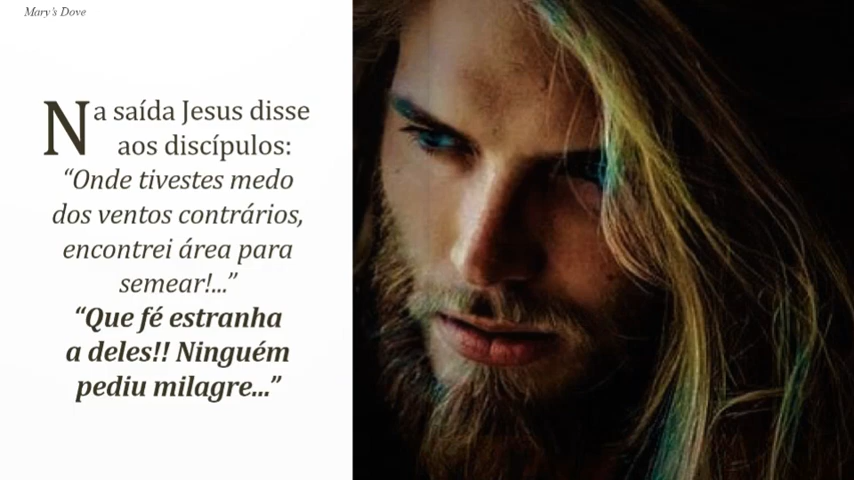 Mary's Dove
Na saída Jesus disse
aos discípulos:
“Onde tivestes medo
dos ventos contrários,
encontrei área para
semear!...”
“Que fé estranha
a deles!! Ninguém
pediu milagre...”